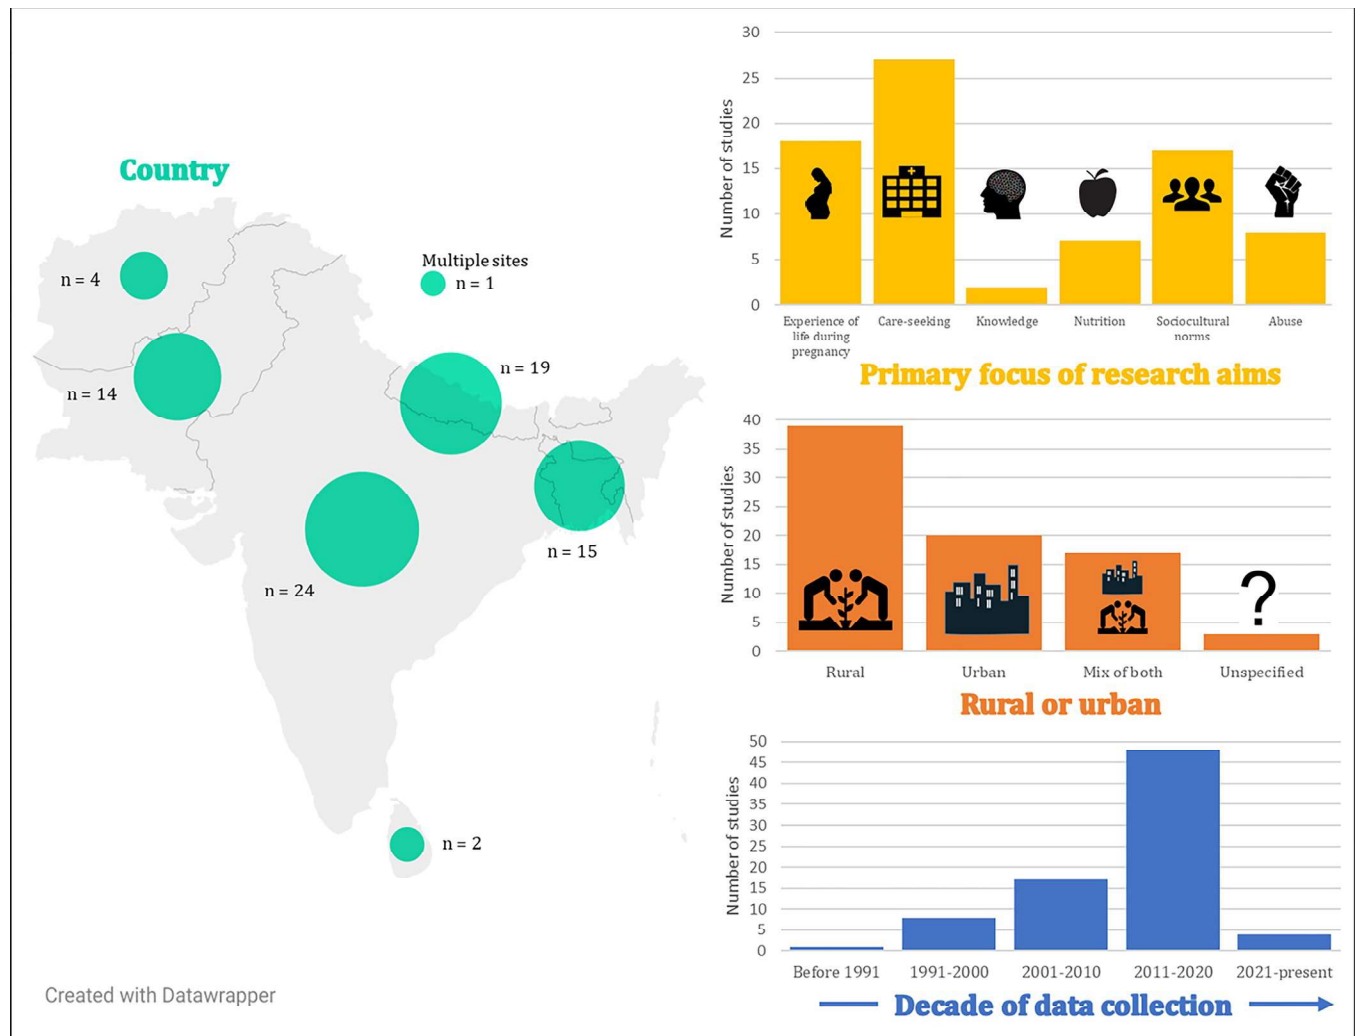 Country
n = 4
Multiple sites
n = 1
n = 14
n = 19
n = 15
n = 24
n = 2
Created with Datawrapper
30
25
20
15
10
5
0
Number of studies
Experience of
life during
pregnancy
Care-seeking
Knowledge
Nutrition
Sociocultural
norms
Abuse
Primary focus of research aims
40
35
30
25
20
15
10
5
0
Number of studies
?
Rural
Urban
Mix of both
Unspecified
Rural or urban
50
45
40
35
30
25
20
15
10
5
0
Number of studies
Before 1991
1991-2000
2001-2010
2011-2020
2021-present
Decade of data collection